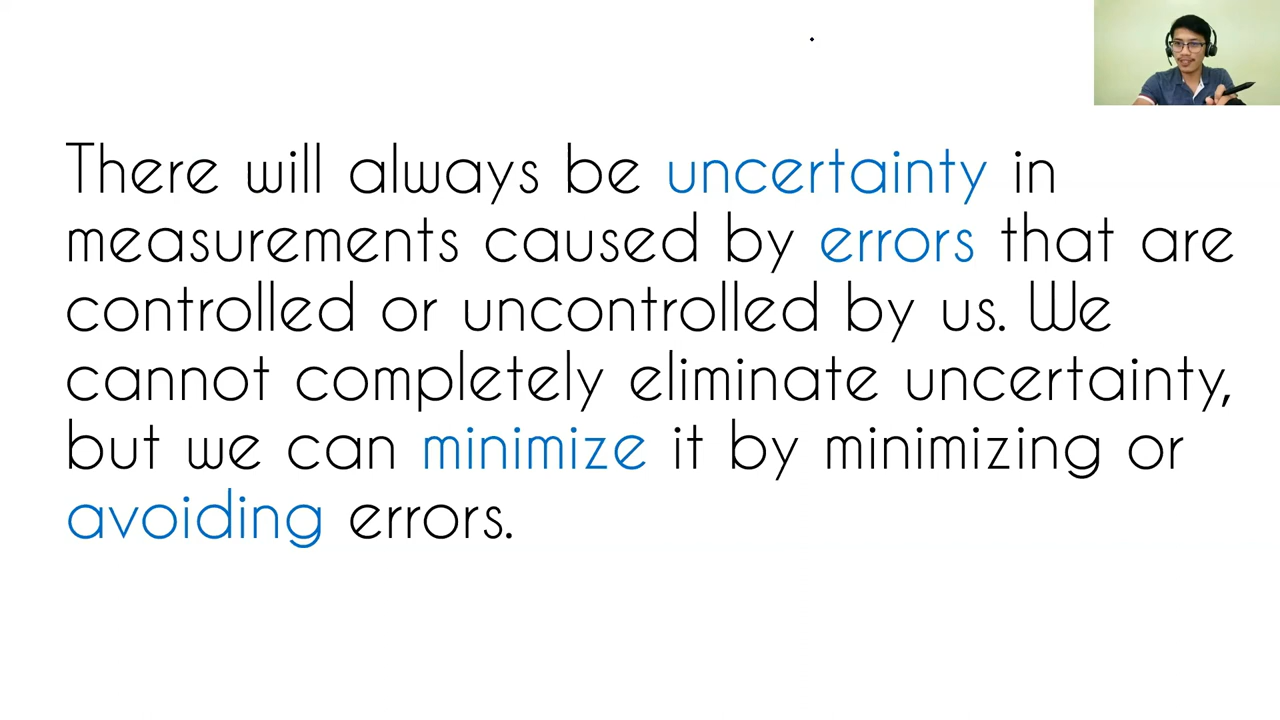 There will always be uncertainty in
measurements caused by errors that are
controlled or uncontrolled by us. We
cannot completely eliminate uncertainty,
but we can minimize it by minimizing or
avoiding errors.